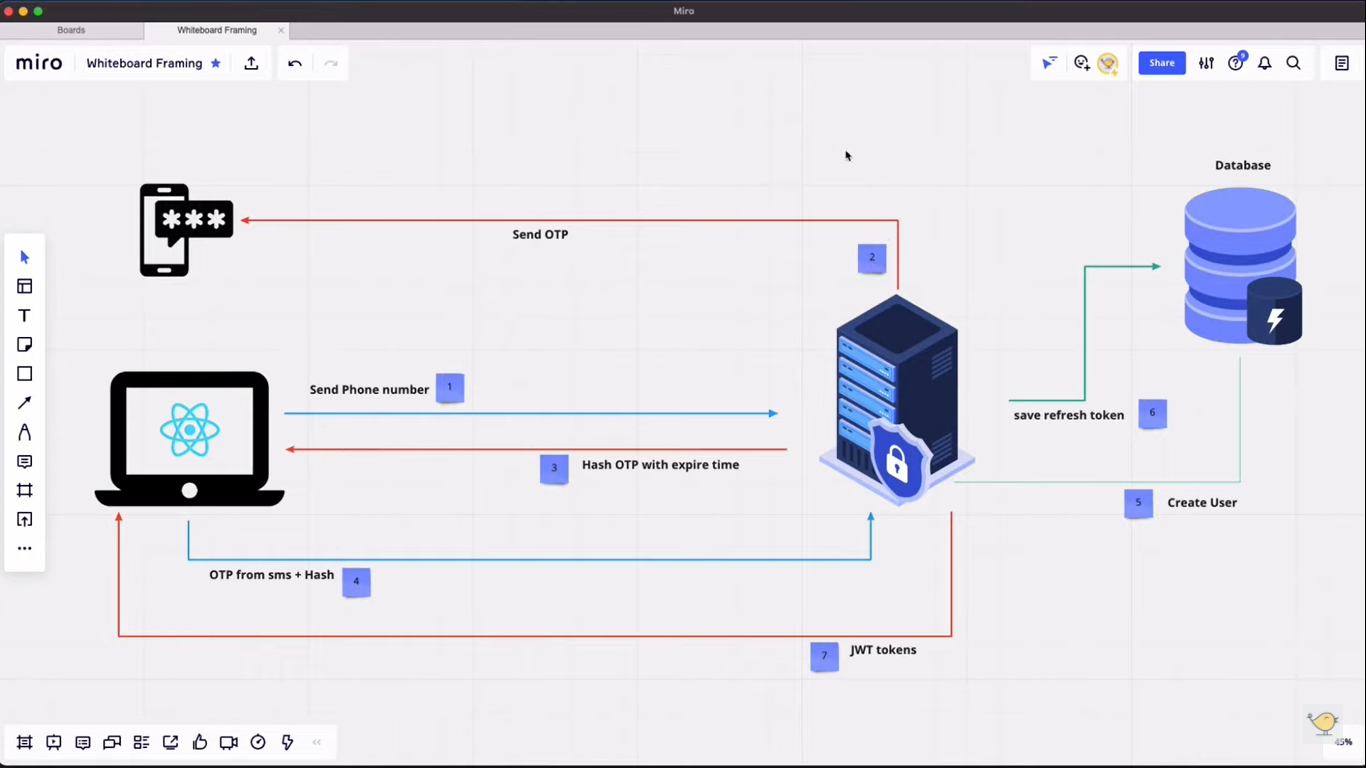 Miro
Boards
Whiteboard Framing
miro
Whiteboard Framing
Share
Database
***
Send OTP
2
Send Phone number
1
save refresh token
6
3
Hash OTP with expire time
5
Create User
OTP from sms + Hash
4
7
JWT tokens
45%